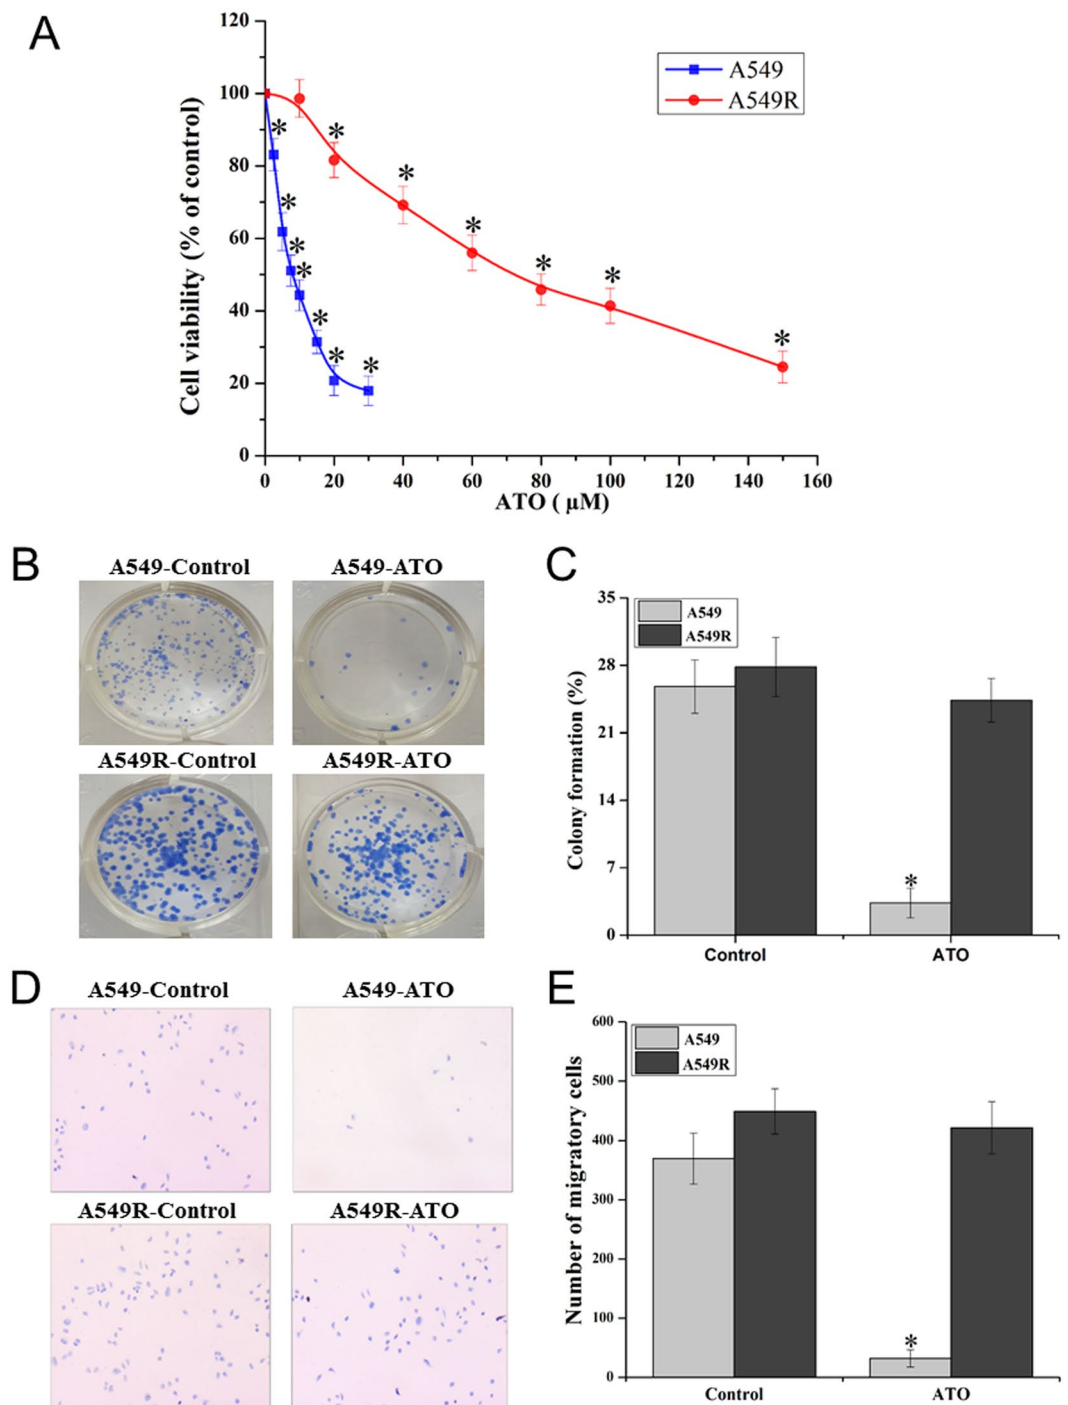 A
120
100
80
60
40
20
0
Cell viability (% of control)
A549
A549R
* * * * * * *
* * * * * * *
0 20 40 60 80 100 120 140 160
ATO ( µM)
B
A549-Control
A549-ATO
A549R-Control
A549R-ATO
C
35
28
21
14
7
0
Colony formation (%)
A549
A549R
*
Control
ATO
D
A549-Control
A549-ATO
A549R-Control
A549R-ATO
E
600
500
400
300
200
100
0
Number of migratory cells
A549
A549R
*
Control
ATO